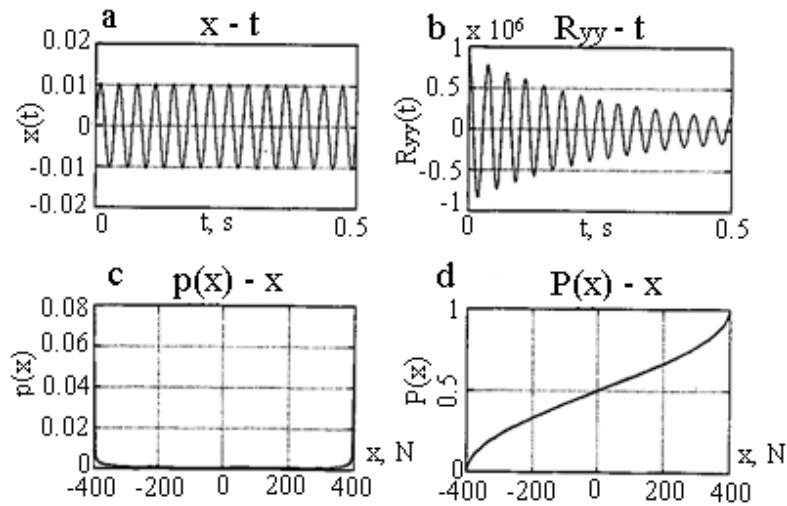 a x - t
0.02
0.01
0
-0.01
-0.02
x(t)
0 0.5
t, s
b x 10⁶ Ryy - t
1
0.5
0
-0.5
-1
Ryy(t)
0 0.5
t, s
c p(x) - x
0.08
0.06
0.04
0.02
0
p(x)
-400 -200 0 200 400
x, N
d P(x) - x
1
0.5
0
P(x)
-400 -200 0 200 400
x, N